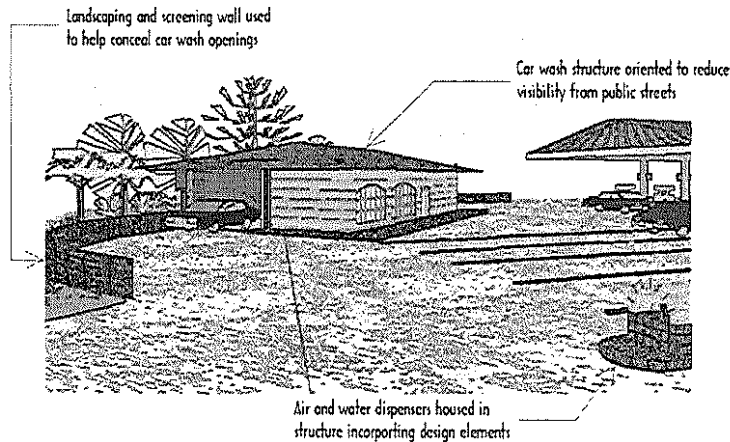 Landscaping and screening wall used
to help conceal car wash openings
Car wash structure oriented to reduce
visibility from public streets
Air and water dispensers housed in
structure incorporting design elements